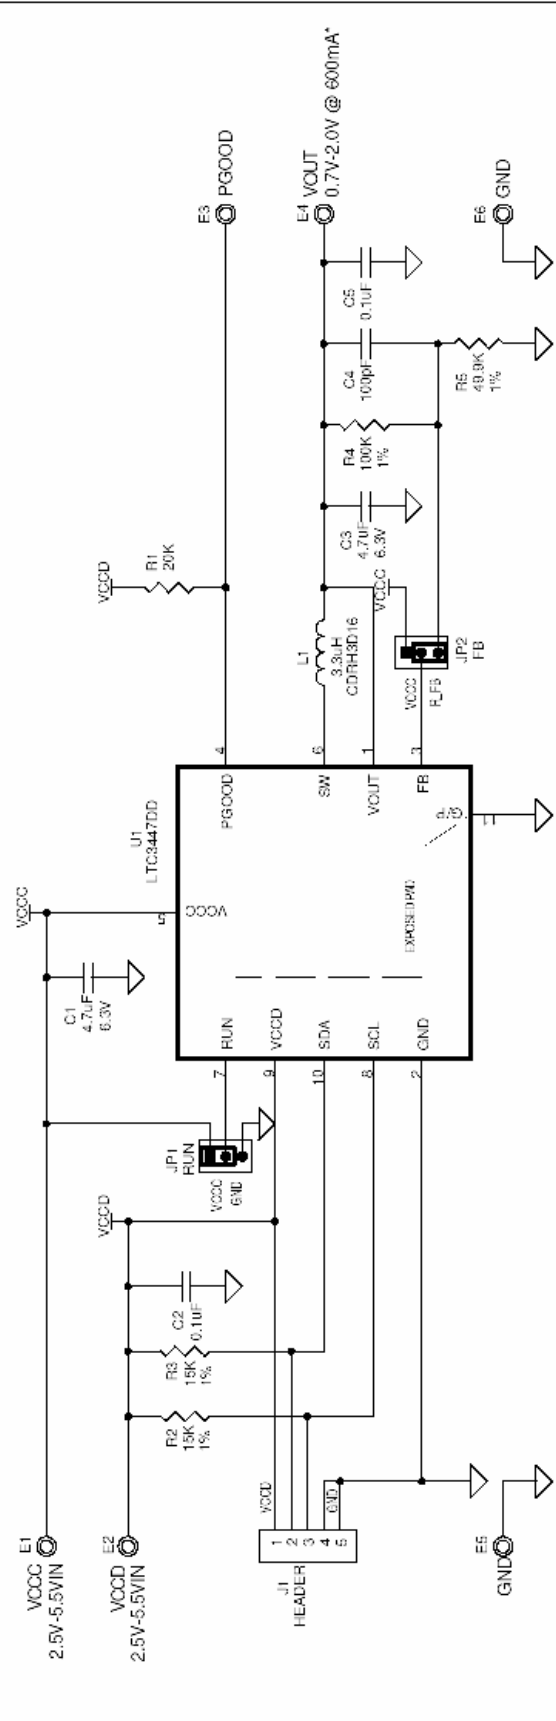 E1
VCCC
2.5V-5.5VIN
E2
VCCD
2.5V-5.5VIN
J1
HEADER
1
2
3
4
5
VCCD
GND
E5
GND
R2
15K
1%
R3
15K
1%
C2
0.1uF
VCCD
JP1
RUN
VCCC
GND
C1
4.7uF
6.3V
VCCC
7
9
10
8
2
5
RUN
VCCD
SDA
SCL
GND
VCCC
U1
LTC3447DD
EXPOSED PAD
PGOOD
SW
VOUT
FB
4
6
1
3
11
VCCD
R1
20K
L1
3.3uH
CDRH3D16
VCCC
VCCC
R_FB
JP2
FB
C3
4.7uF
6.3V
R4
100K
1%
C4
100pF
C5
0.1uF
R5
49.9K
1%
E3
PGOOD
E4
VOUT
0.7V-2.0V @ 600mA*
E6
GND